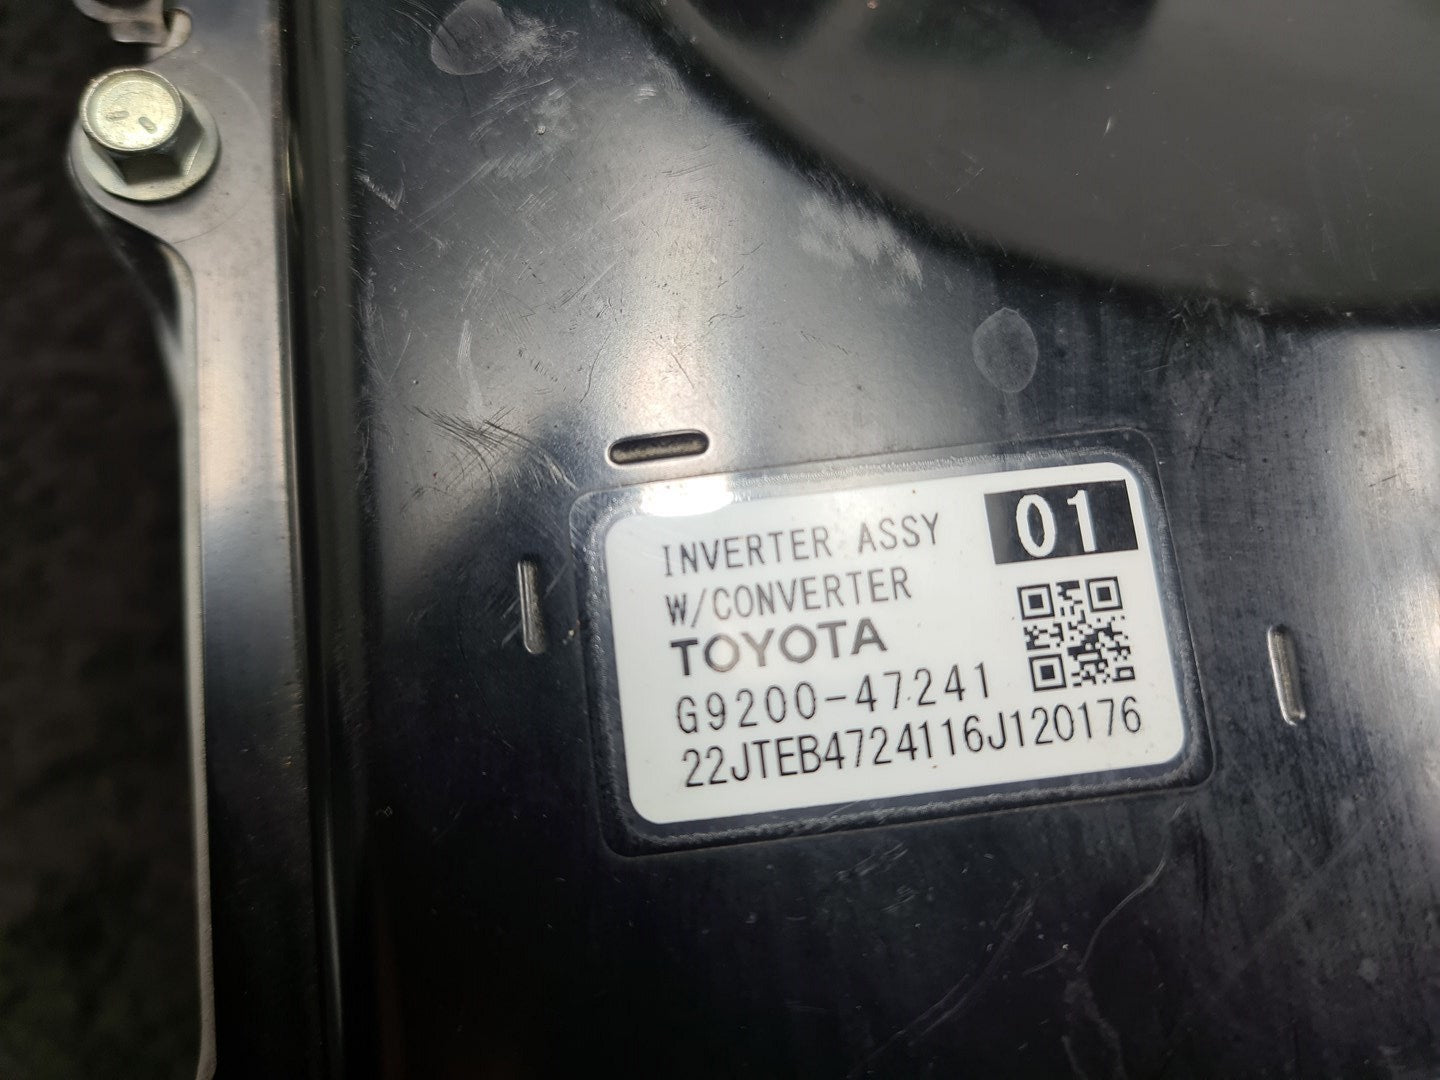 INVERTER ASSY 01
W/CONVERTER
TOYOTA
G9200-47241
22JTEB4724116J120176